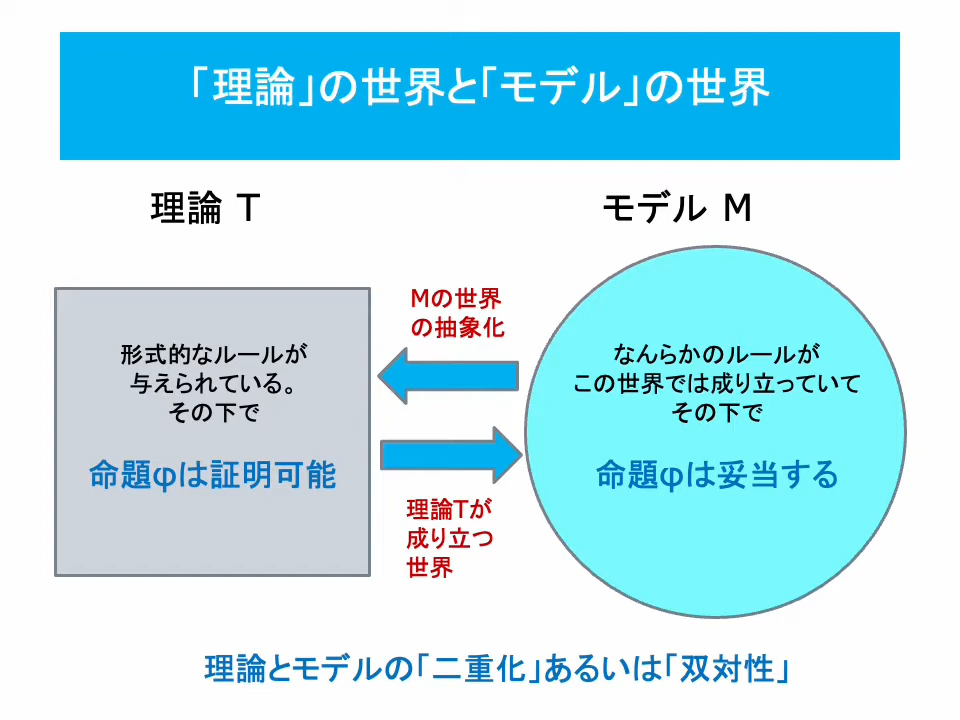 「理論」の世界と「モデル」の世界
理論 T
モデル M
形式的なルールが
与えられている。
その下で
命題φは証明可能
Mの世界
の抽象化
理論Tが
成り立つ
世界
なんらかのルールが
この世界では成り立っていて
その下で
命題φは妥当する
理論とモデルの「二重化」あるいは「双対性」